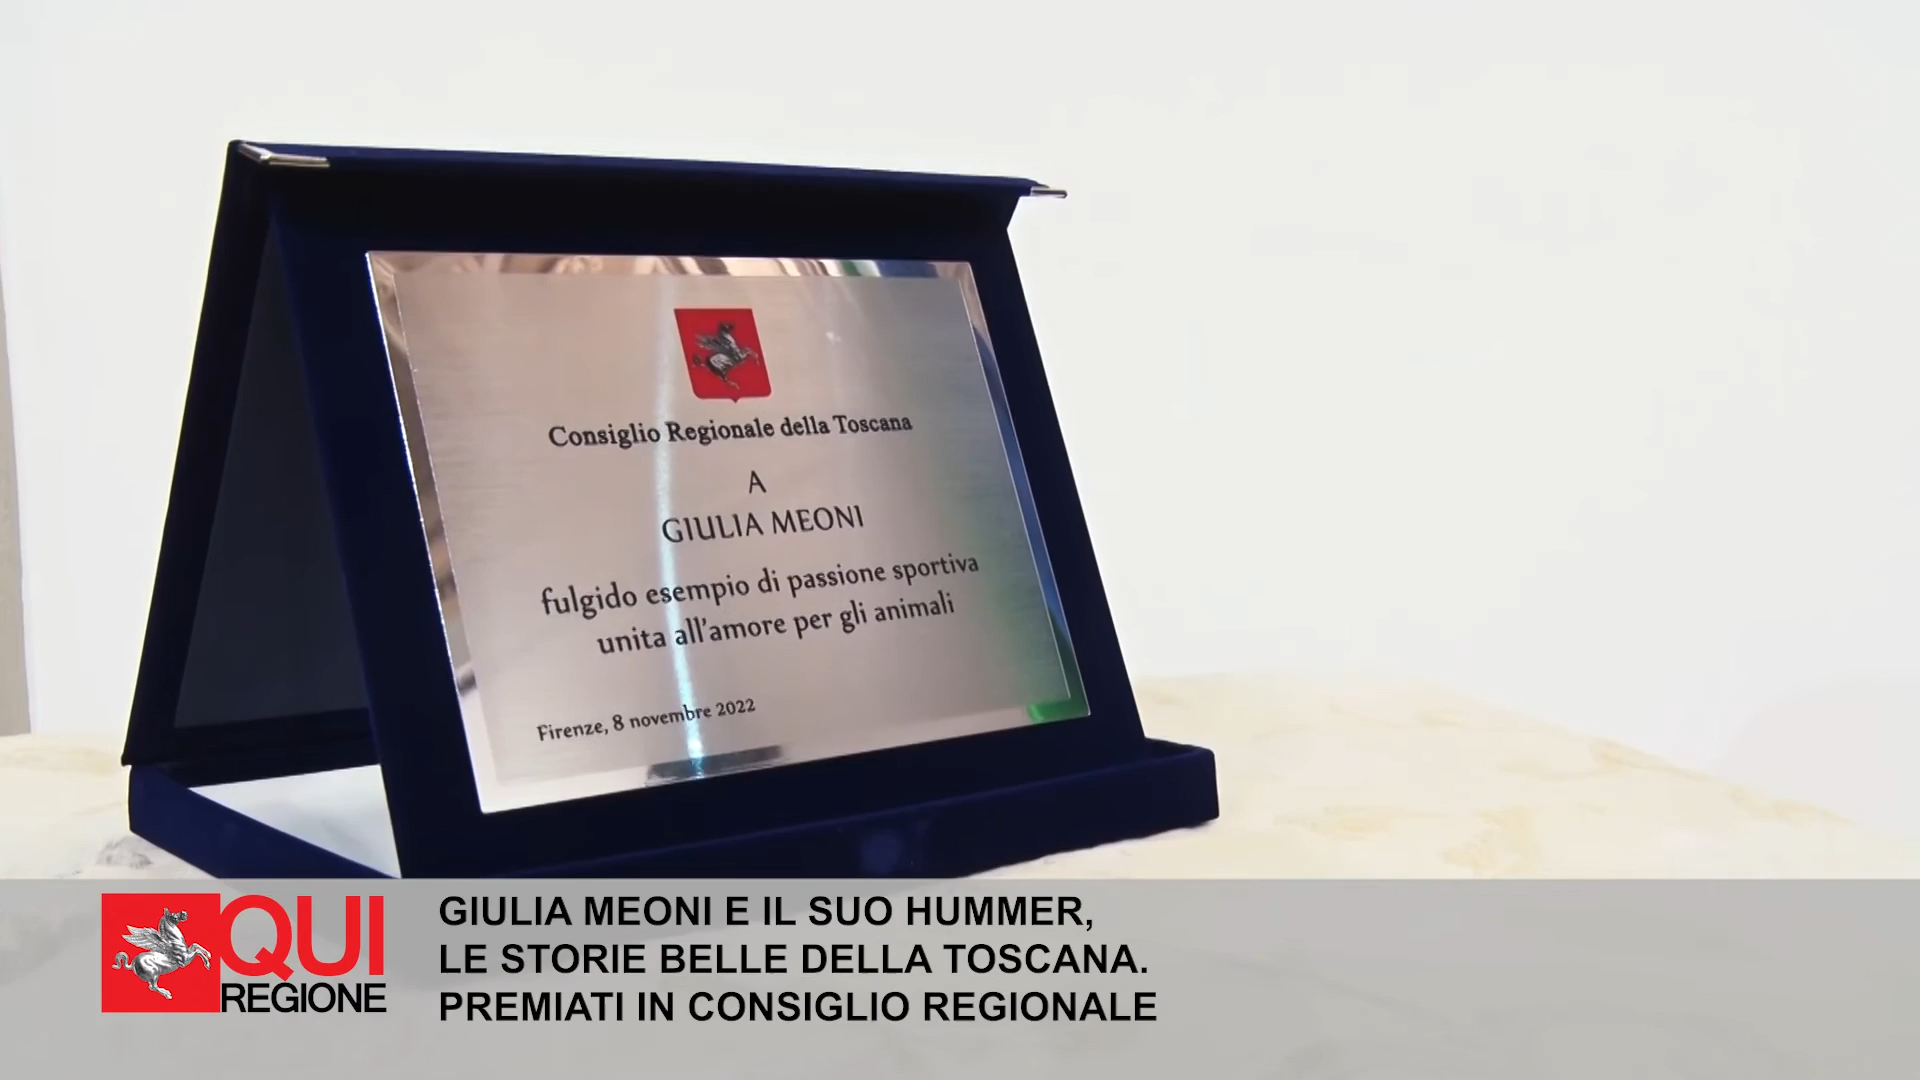 Consiglio Regionale della Toscana
A
GIULIA MEONI
fulgido esempio di passione sportiva
unita all'amore per gli animali
Firenze, 8 novembre 2022
QUI
REGIONE
GIULIA MEONI E IL SUO HUMMER,
LE STORIE BELLE DELLA TOSCANA.
PREMIATI IN CONSIGLIO REGIONALE